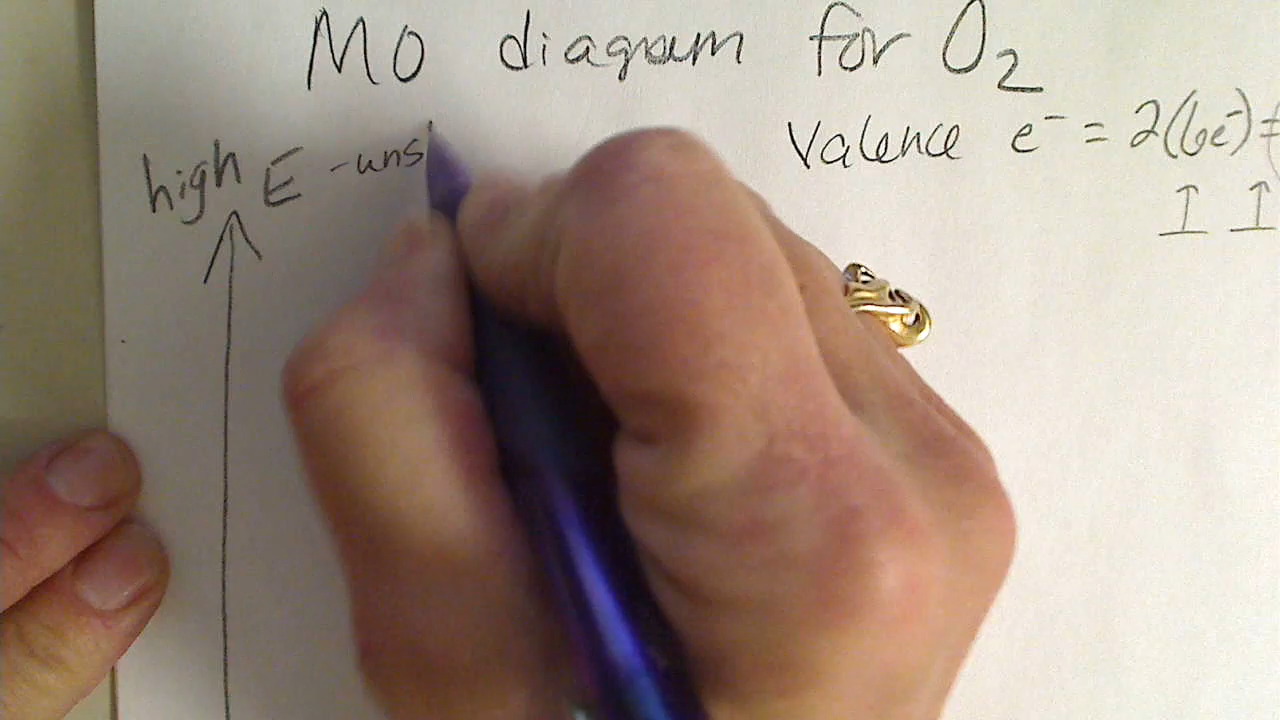 MO diagram for O₂
Valence e⁻ = 2(6e⁻)=
high E -uns